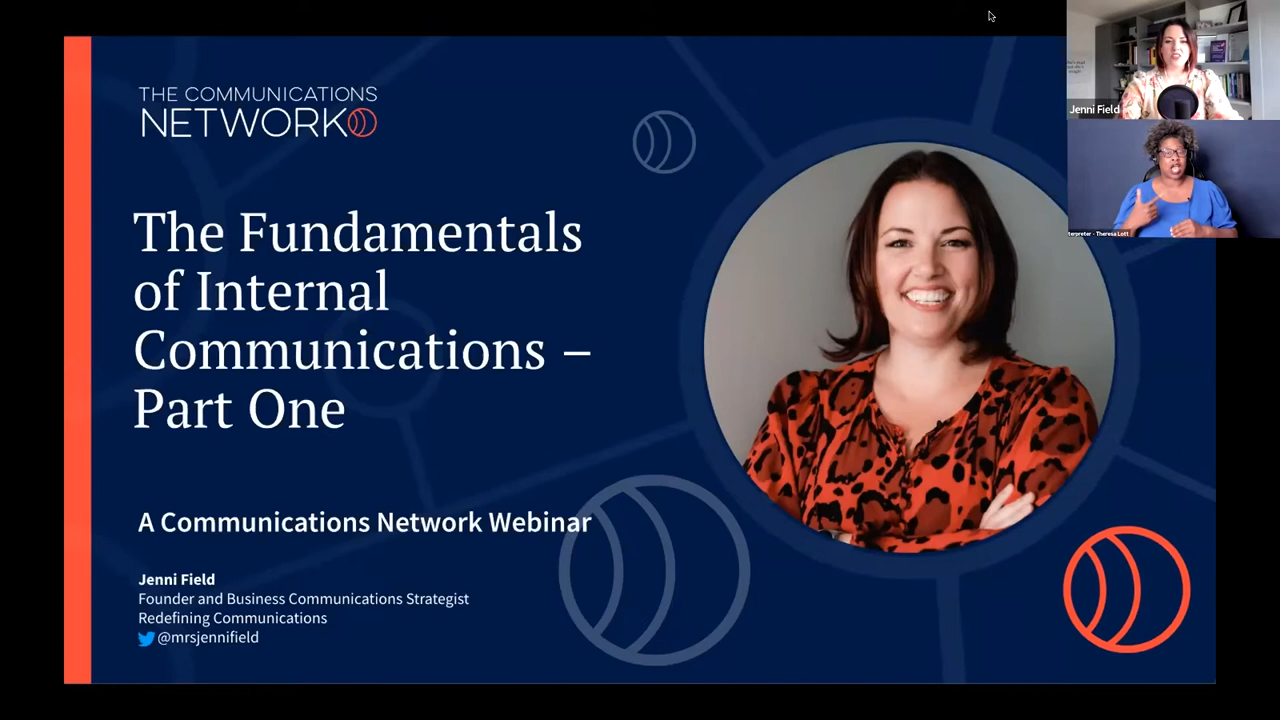 THE COMMUNICATIONS
NETWORK
The Fundamentals
of Internal
Communications –
Part One
A Communications Network Webinar
Jenni Field
Founder and Business Communications Strategist
Redefining Communications
@mrsjennifield
Jenni Field
terpreter - Theresa Lott